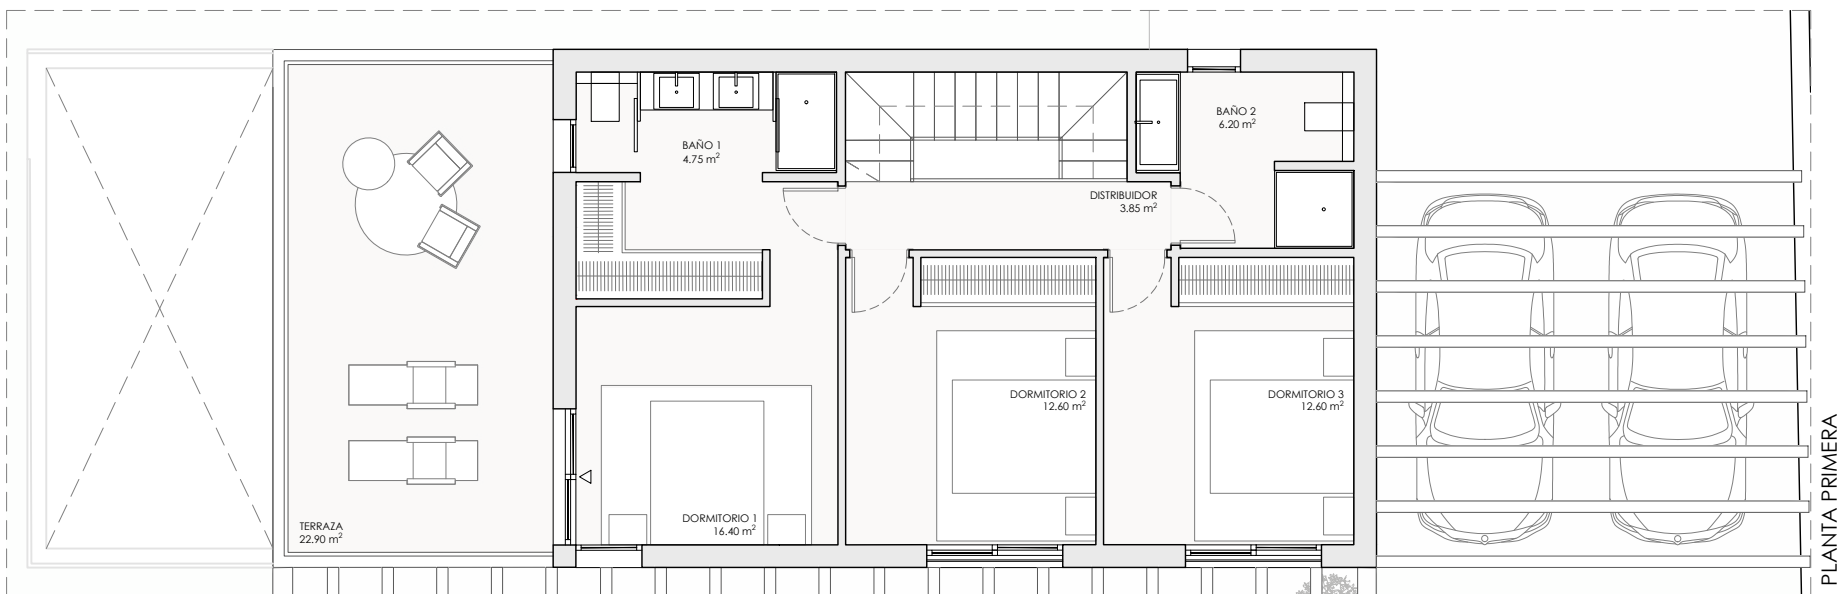 BAÑO 1
4.75 m²
BAÑO 2
6.20 m²
DISTRIBUIDOR
3.85 m²
DORMITORIO 2
12.60 m²
DORMITORIO 3
12.60 m²
TERRAZA
22.90 m²
DORMITORIO 1
16.40 m²
PLANTA PRIMERA